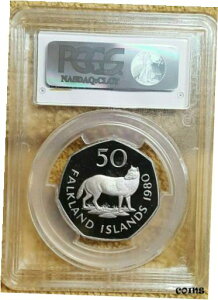 PCGS
NASDAQ:CLCT
50
FALKLAND ISLANDS 1980
coins